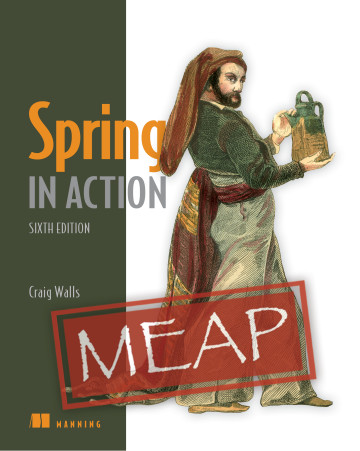 Spring
IN ACTION
SIXTH EDITION
Craig Walls
MEAP
MANNING